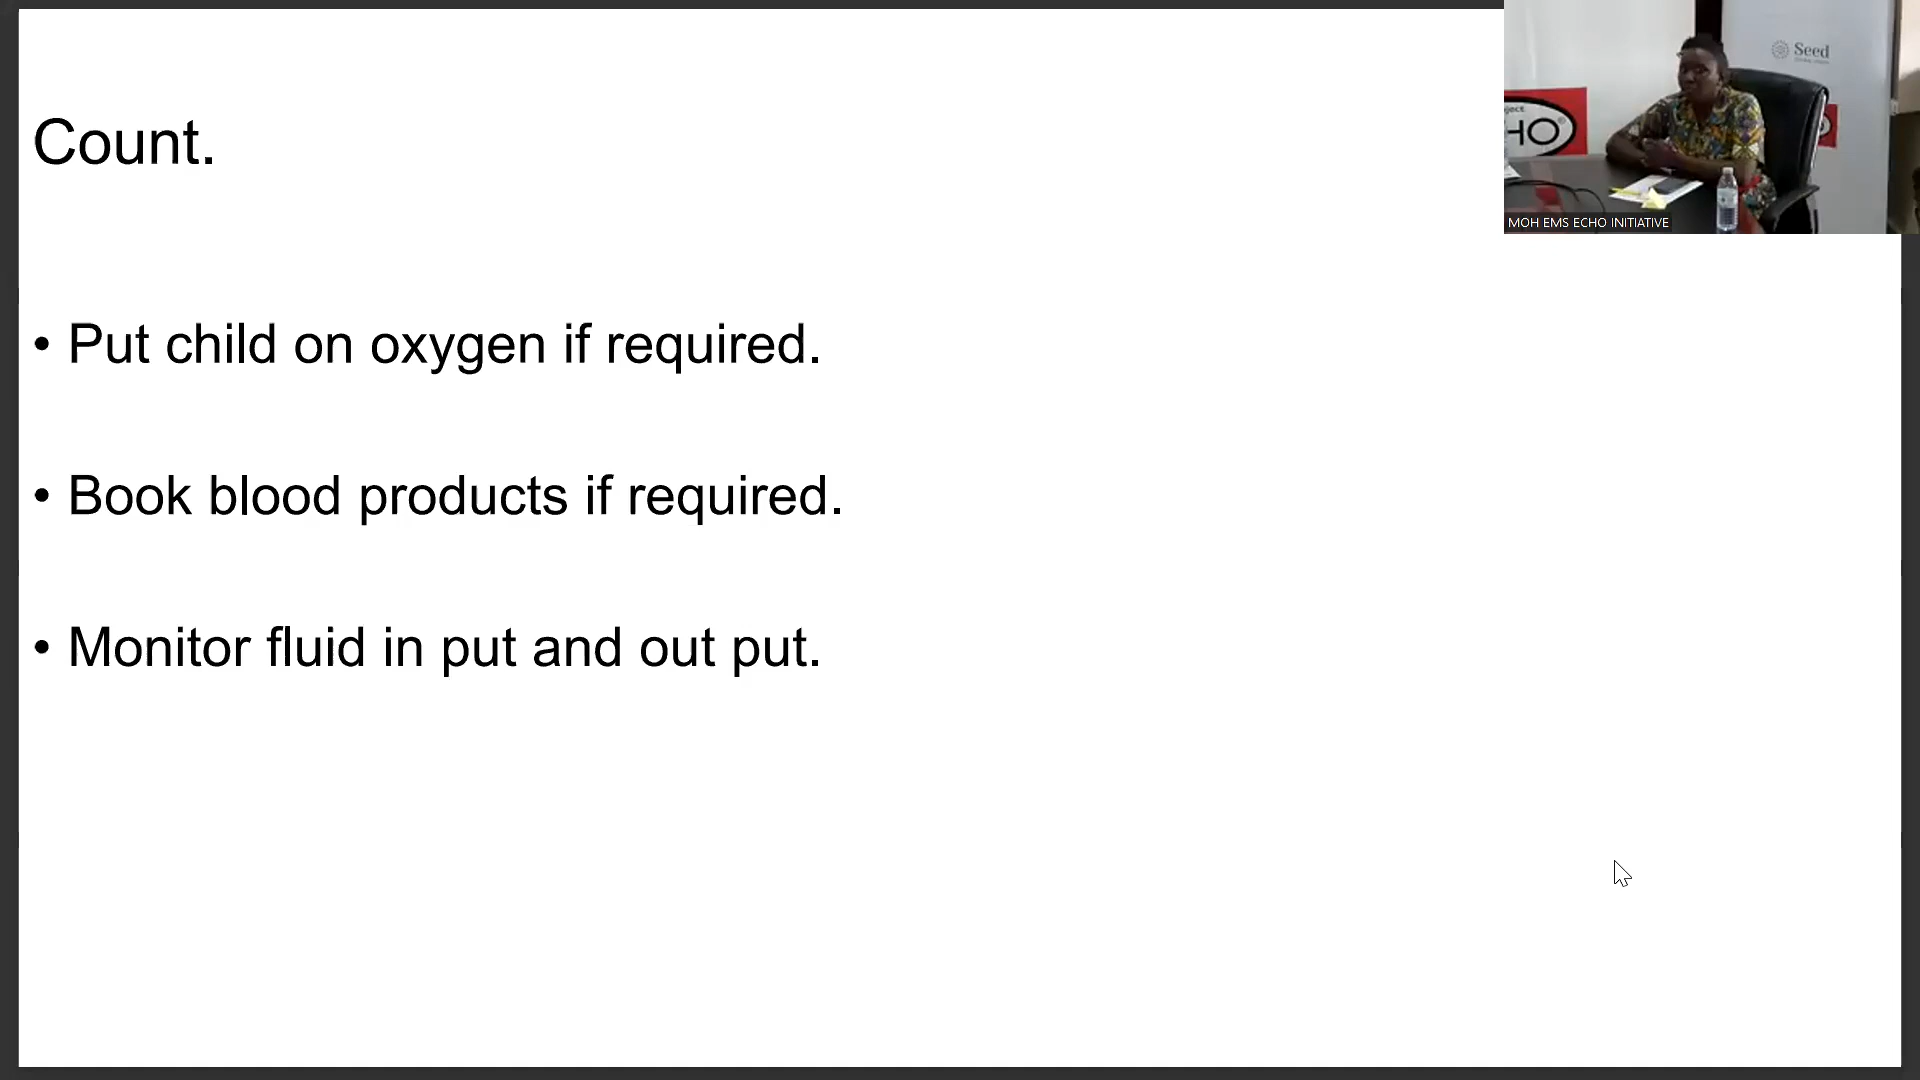 Count.
• Put child on oxygen if required.
• Book blood products if required.
• Monitor fluid in put and out put.
Seed
HO®
MOH EMS ECHO INITIATIVE